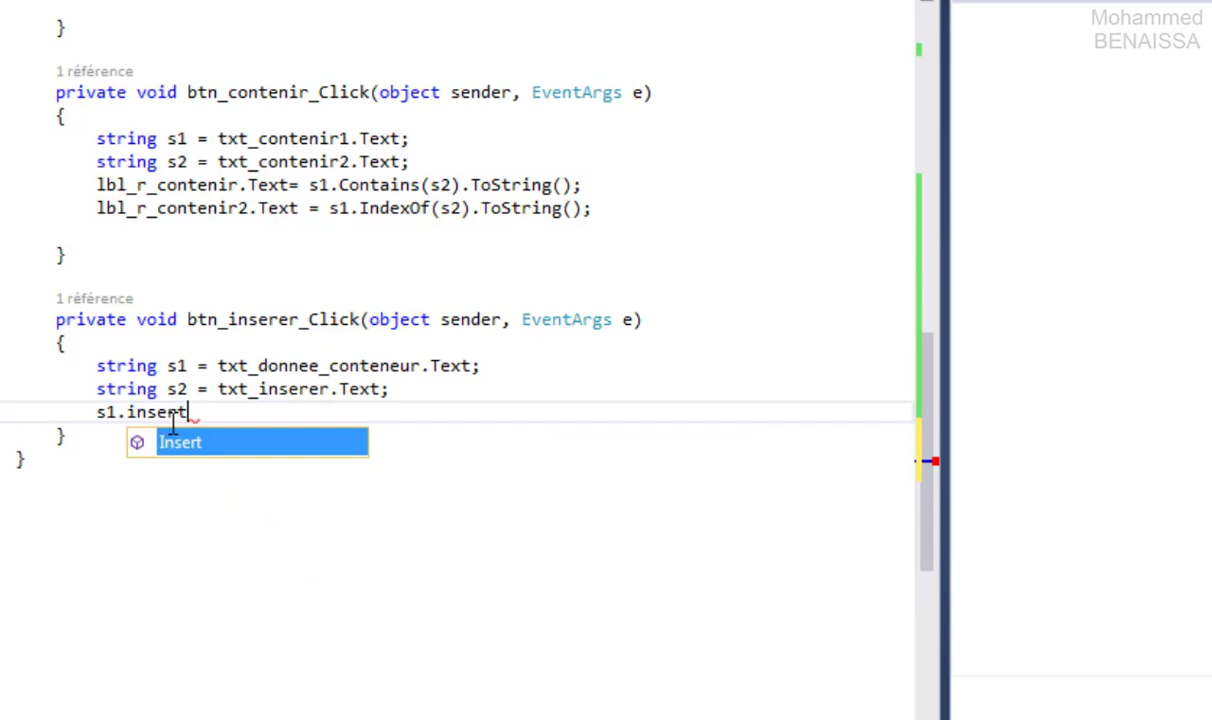 Mohammed
BENAISSA
}
1 référence
private void btn_contenir_Click(object sender, EventArgs e)
{
string s1 = txt_contenir1.Text;
string s2 = txt_contenir2.Text;
lbl_r_contenir.Text= s1.Contains(s2).ToString();
lbl_r_contenir2.Text = s1.IndexOf(s2).ToString();
}
1 référence
private void btn_inserer_Click(object sender, EventArgs e)
{
string s1 = txt_donnee_conteneur.Text;
string s2 = txt_inserer.Text;
s1.insert
}
Insert
}